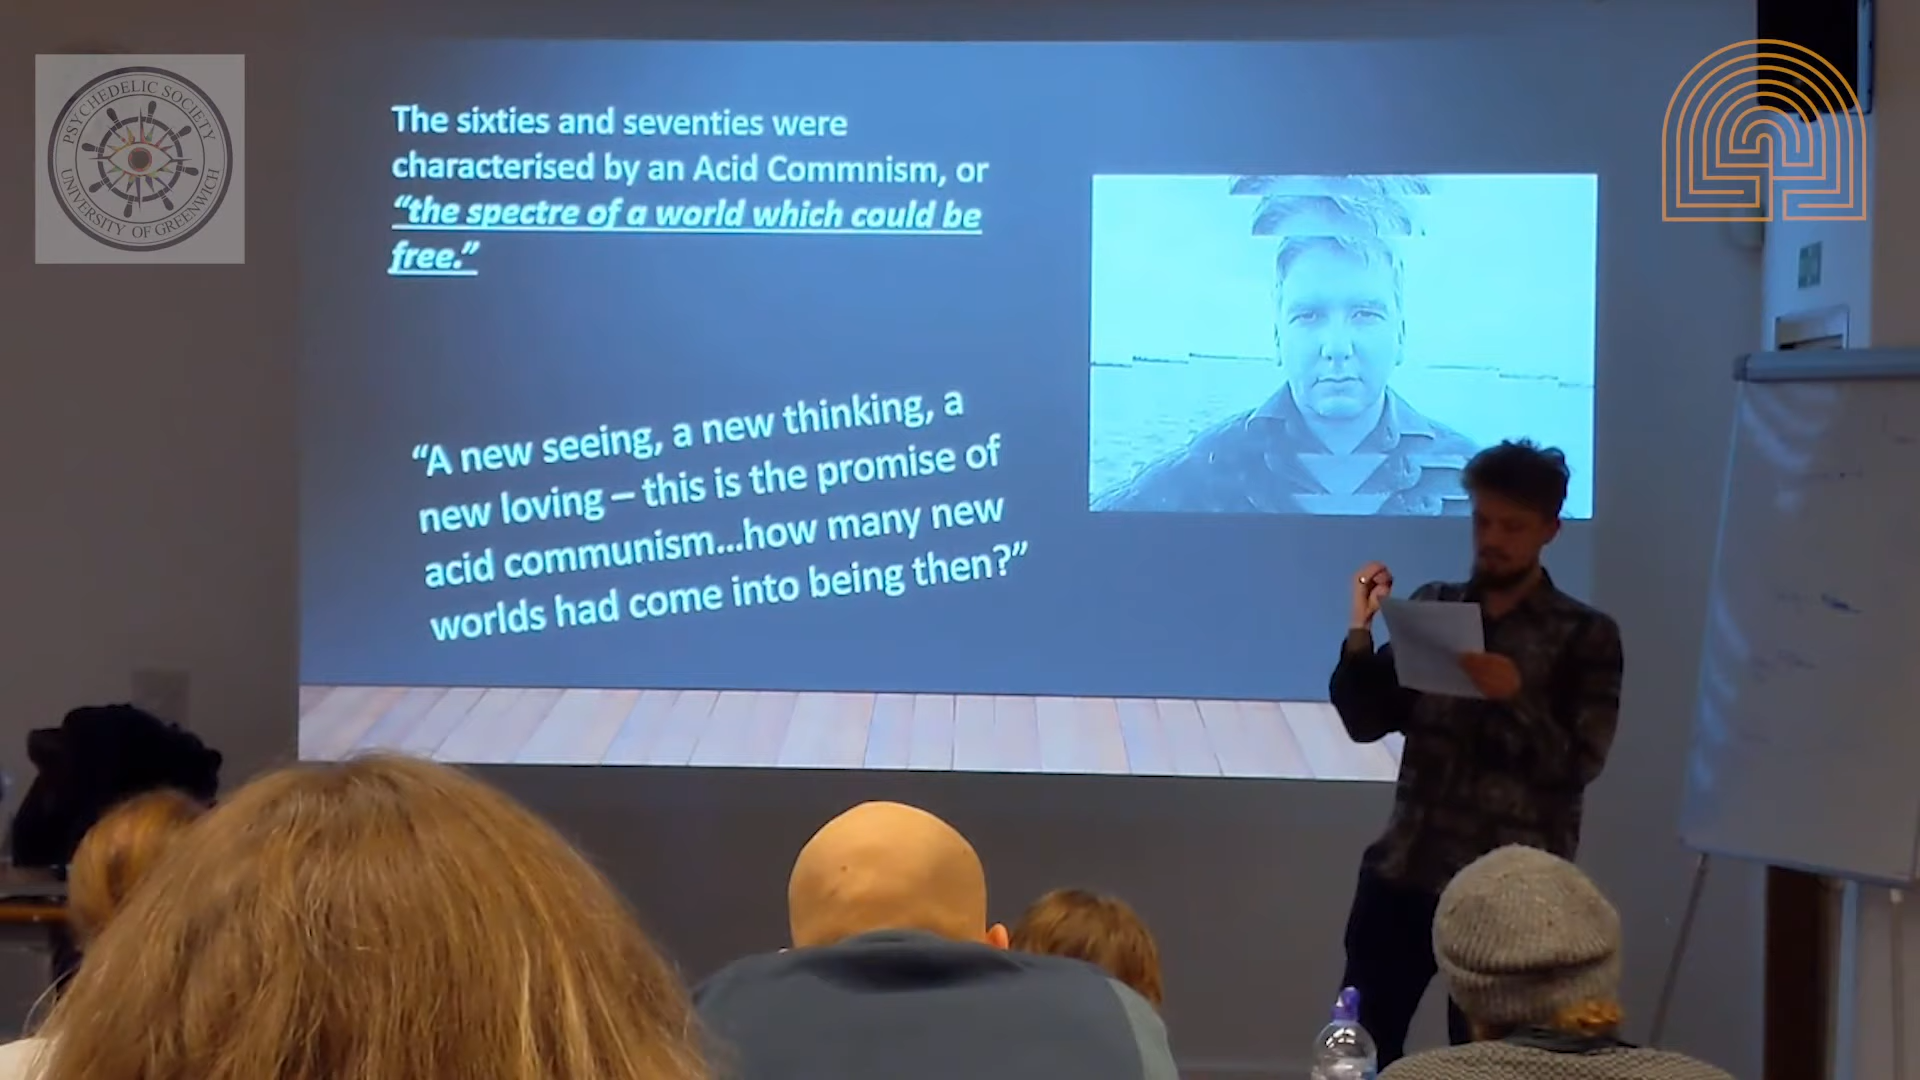 PSYCHEDELIC SOCIETY
UNIVERSITY OF GREENWICH
The sixties and seventies were
characterised by an Acid Commnism, or
“the spectre of a world which could be
free.”
“A new seeing, a new thinking, a
new loving – this is the promise of
acid communism...how many new
worlds had come into being then?”